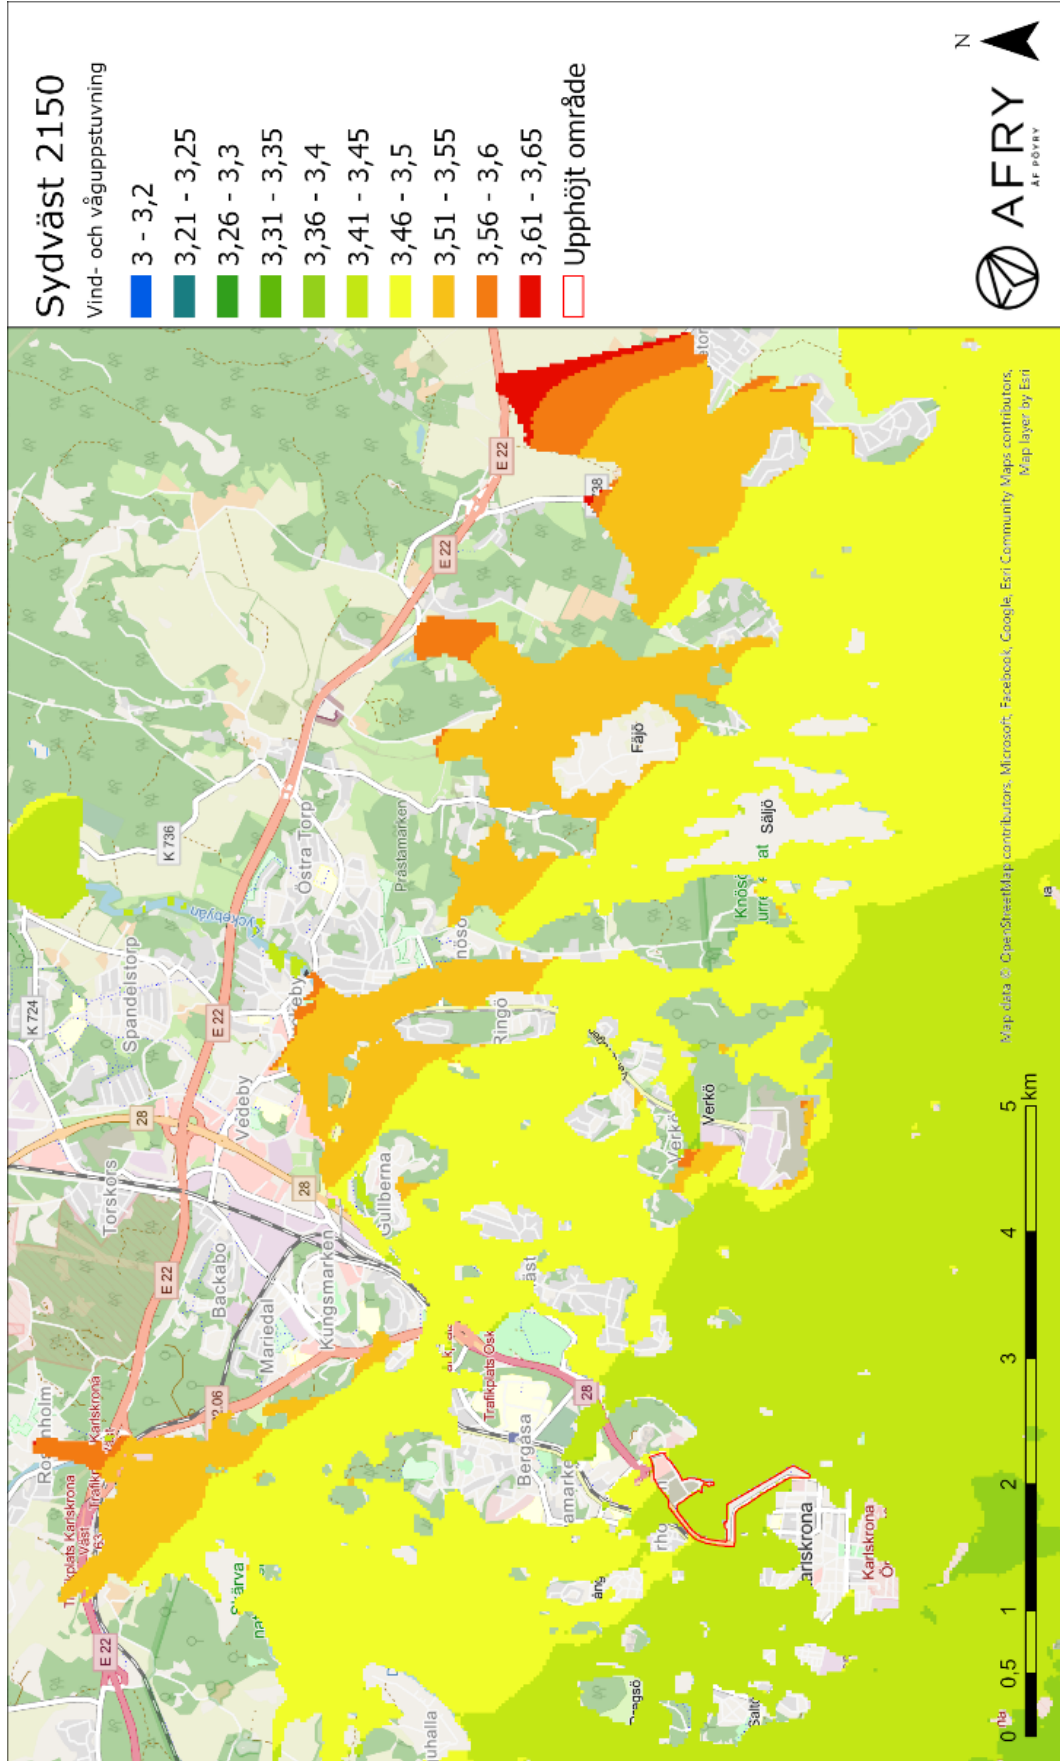 Sydväst 2150
Vind- och våguppstuvning
3 - 3,2
3,21 - 3,25
3,26 - 3,3
3,31 - 3,35
3,36 - 3,4
3,41 - 3,45
3,46 - 3,5
3,51 - 3,55
3,56 - 3,6
3,61 - 3,65
Upphöjt område
N
AFRY
ÅF PÖYRY
K 724
K 736
Spandelstorp
Torskors
E 22
E 22
E 22
E 22
E 22
E 22
28
28
28
Vedeby
Östra Torp
Prästamarken
Backabo
Mariedal
Kungsmarken
Gullberna
Karlskrona
Väst
Trafikplats Osk
Bergåsa
Ringö
Fäjö
Säljö
Verkö
Verkö
Skärva
Karlskrona
Map data © OpenStreetMap contributors, Microsoft, Facebook, Google, Esri Community Maps contributors,
Map layer by Esri
0 0,5 1 2 3 4 5
km